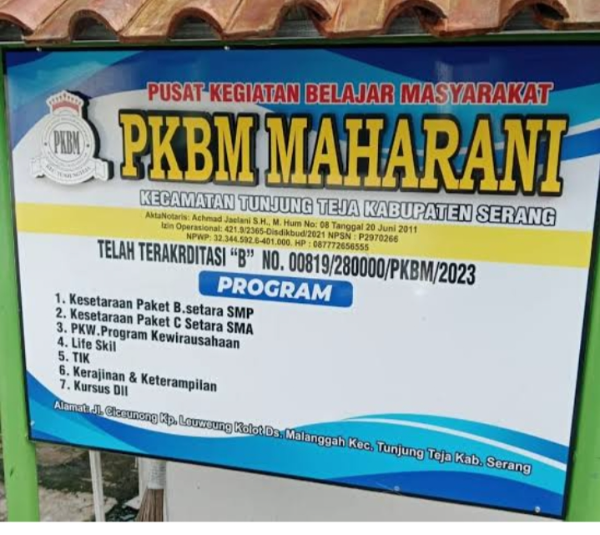 PUSAT KEGIATAN BELAJAR MASYARAKAT
PKBM
PKBM MAHARANI
KECAMATAN TUNJUNG TEJA KABUPATEN SERANG
AktaNotaris: Achmad Jaelani S.H., M. Hum No: 08 Tanggal 20 Juni 2011
Izin Operasional: 421.9/2365-Disdikbud/2021 NPSN : P2970266
NPWP: 32.344.592.6-401.000. HP : 087772656555
TELAH TERAKRDITASI “B” NO. 00819/280000/PKBM/2023
PROGRAM
1. Kesetaraan Paket B.setara SMP
2. Kesetaraan Paket C Setara SMA
3. PKW.Program Kewirausahaan
4. Life Skil
5. TIK
6. Kerajinan & Keterampilan
7. Kursus Dll
Alamat: Jl. Ciceunong Kp. Leuweung Kolot Ds. Malanggah Kec. Tunjung Teja Kab. Serang